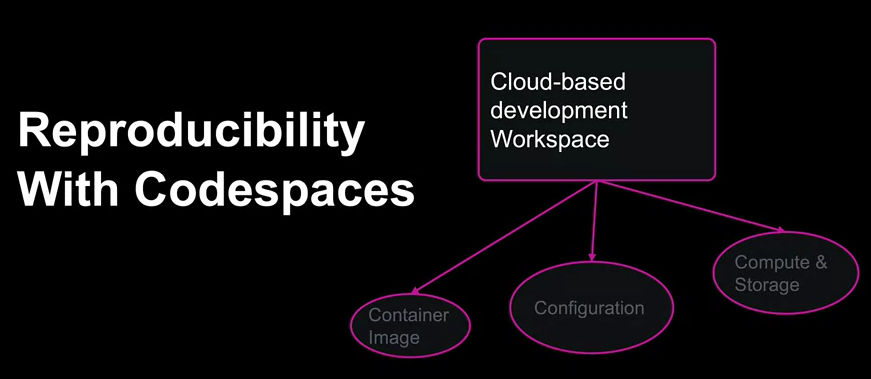 Reproducibility
With Codespaces
Cloud-based
development
Workspace
Container
Image
Configuration
Compute &
Storage